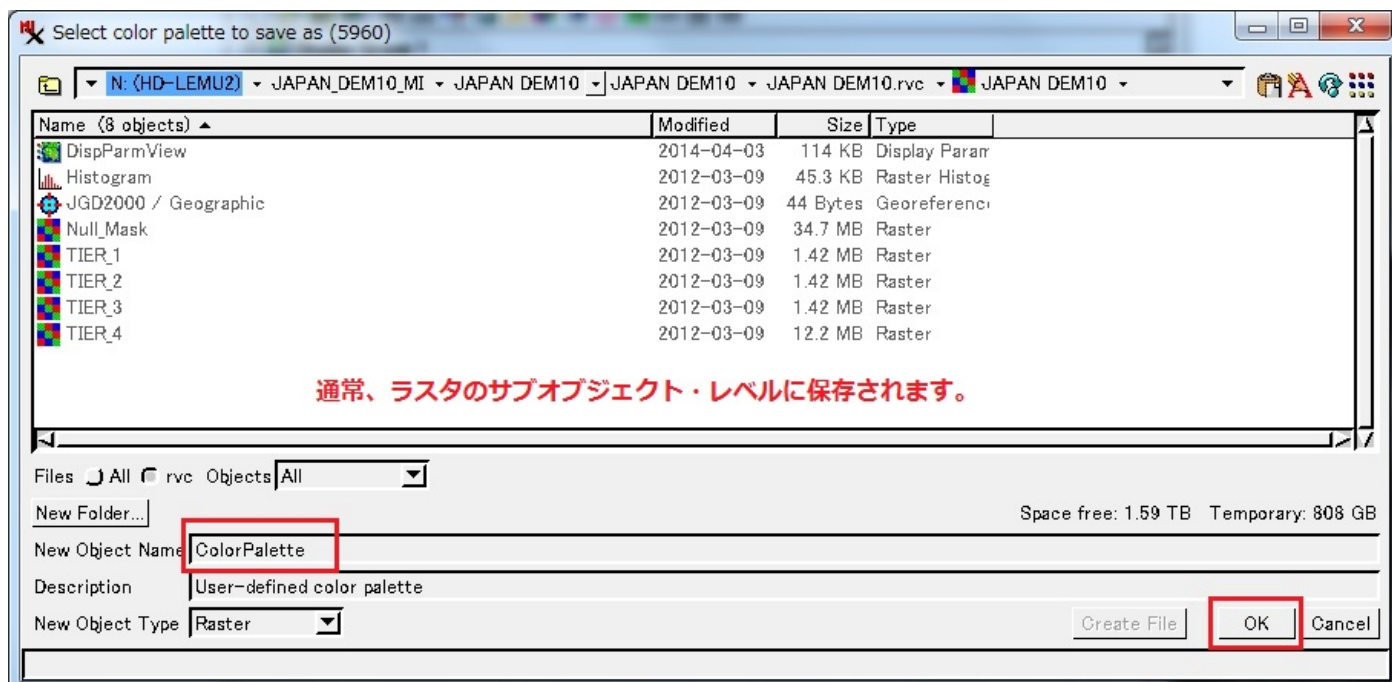 Select color palette to save as (5960)
N: (HD-LEMU2) JAPAN_DEM10_MI JAPAN DEM10 JAPAN DEM10 JAPAN DEM10.rvc JAPAN DEM10
Name (8 objects) Modified Size Type
DispParmView 2014-04-03 114 KB Display Param
Histogram 2012-03-09 45.3 KB Raster Histog
JGD2000 / Geographic 2012-03-09 44 Bytes Georeferenc
Null_Mask 2012-03-09 34.7 MB Raster
TIER_1 2012-03-09 1.42 MB Raster
TIER_2 2012-03-09 1.42 MB Raster
TIER_3 2012-03-09 1.42 MB Raster
TIER_4 2012-03-09 12.2 MB Raster
通常、ラスタのサブオブジェクト・レベルに保存されます。
Files All rvc Objects All
New Folder... Space free: 1.59 TB Temporary: 808 GB
New Object Name ColorPalette
Description User-defined color palette
New Object Type Raster Create File OK Cancel